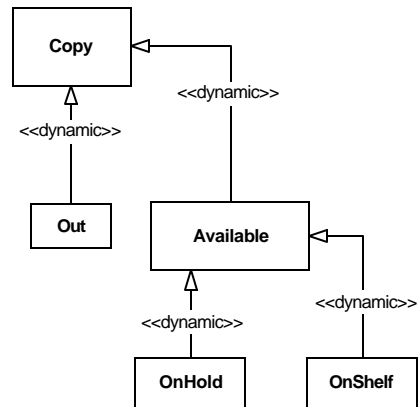 Copy
<<dynamic>>
<<dynamic>>
Out
Available
<<dynamic>>
<<dynamic>>
OnHold
OnShelf